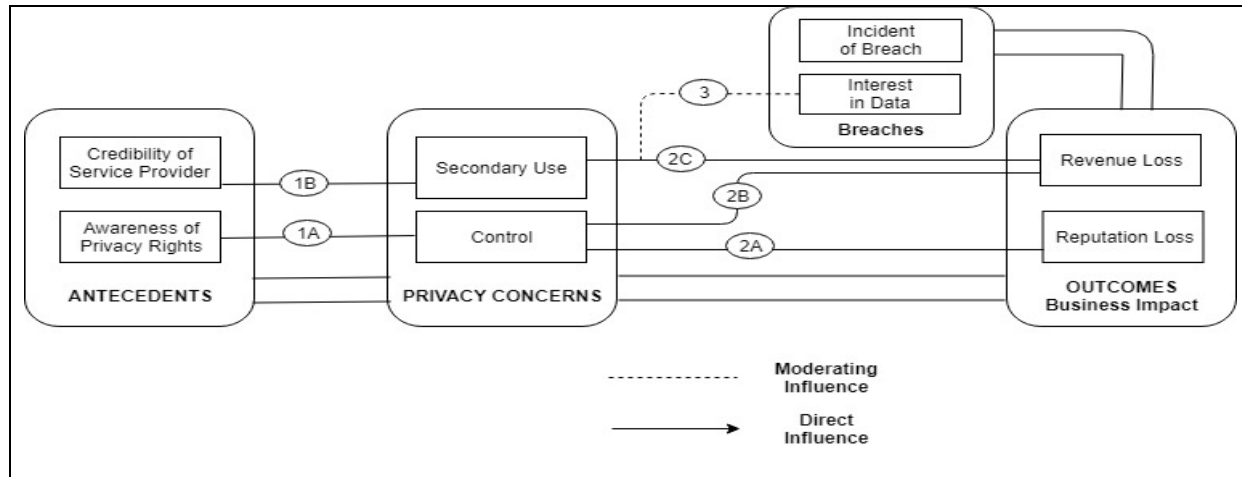 Incident
of Breach
Interest
in Data
Breaches
3
Credibility of
Service Provider
Awareness of
Privacy Rights
ANTECEDENTS
1B
1A
Secondary Use
Control
PRIVACY CONCERNS
2C
2B
2A
Revenue Loss
Reputation Loss
OUTCOMES
Business Impact
Moderating
Influence
Direct
Influence